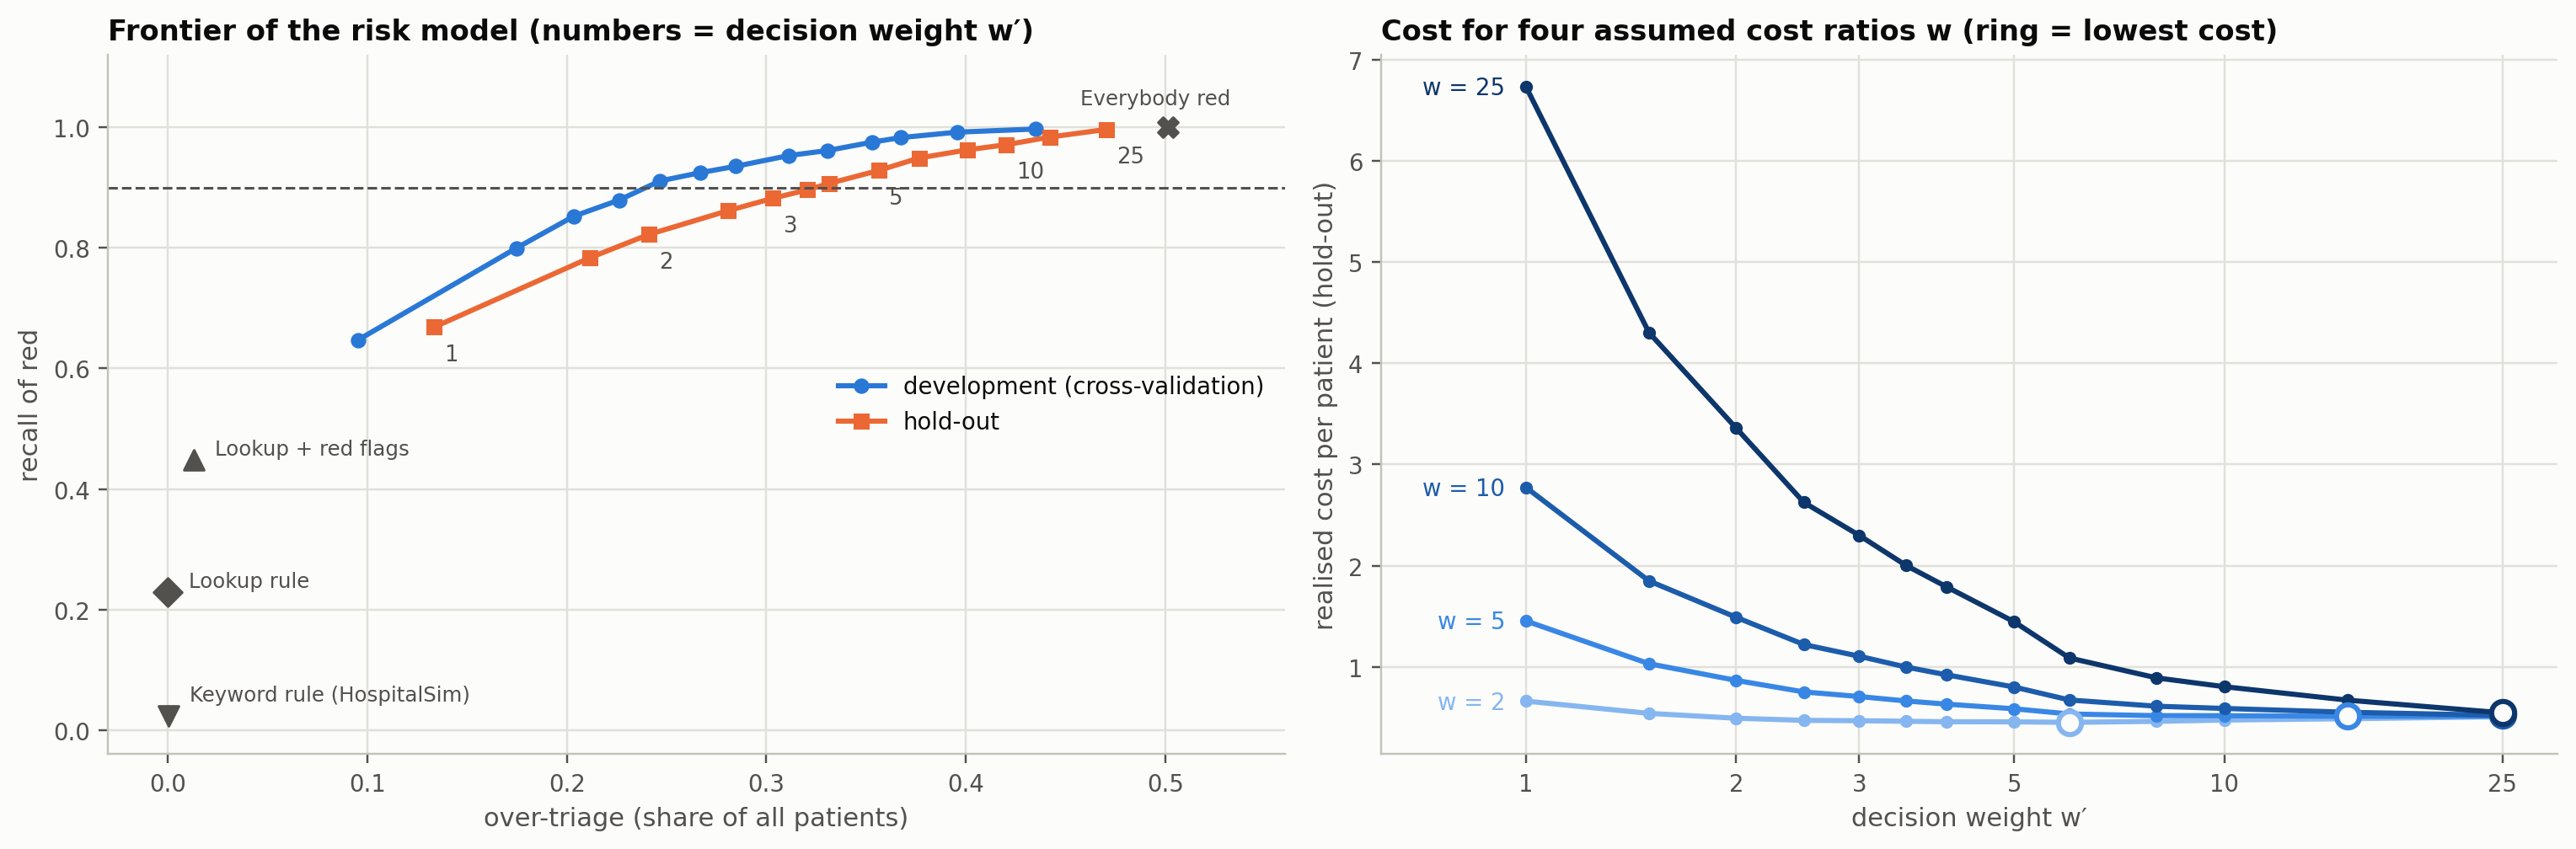 Frontier of the risk model (numbers = decision weight w′)
recall of red
1.0
0.8
0.6
0.4
0.2
0.0
Everybody red
25
10
5
3
2
1
development (cross-validation)
hold-out
Lookup + red flags
Lookup rule
Keyword rule (HospitalSim)
0.0 0.1 0.2 0.3 0.4 0.5
over-triage (share of all patients)
Cost for four assumed cost ratios w (ring = lowest cost)
realised cost per patient (hold-out)
7
6
5
4
3
2
1
w = 25
w = 10
w = 5
w = 2
1 2 3 5 10 25
decision weight w′